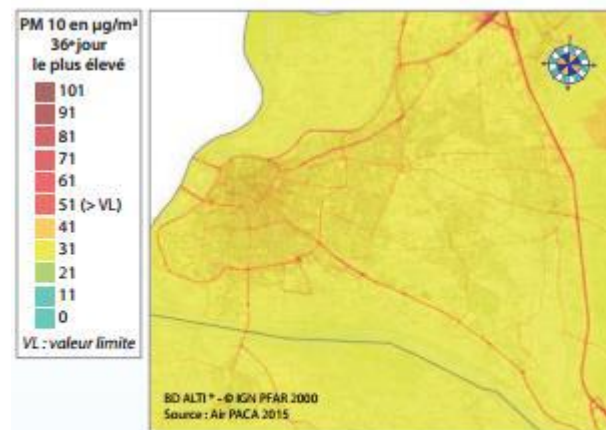 PM 10 en µg/m³
36e jour
le plus élevé
101
91
81
71
61
51 (> VL)
41
31
21
11
0
VL : valeur limite
BD ALTI ® - © IGN PFAR 2000
Source : Air PACA 2015